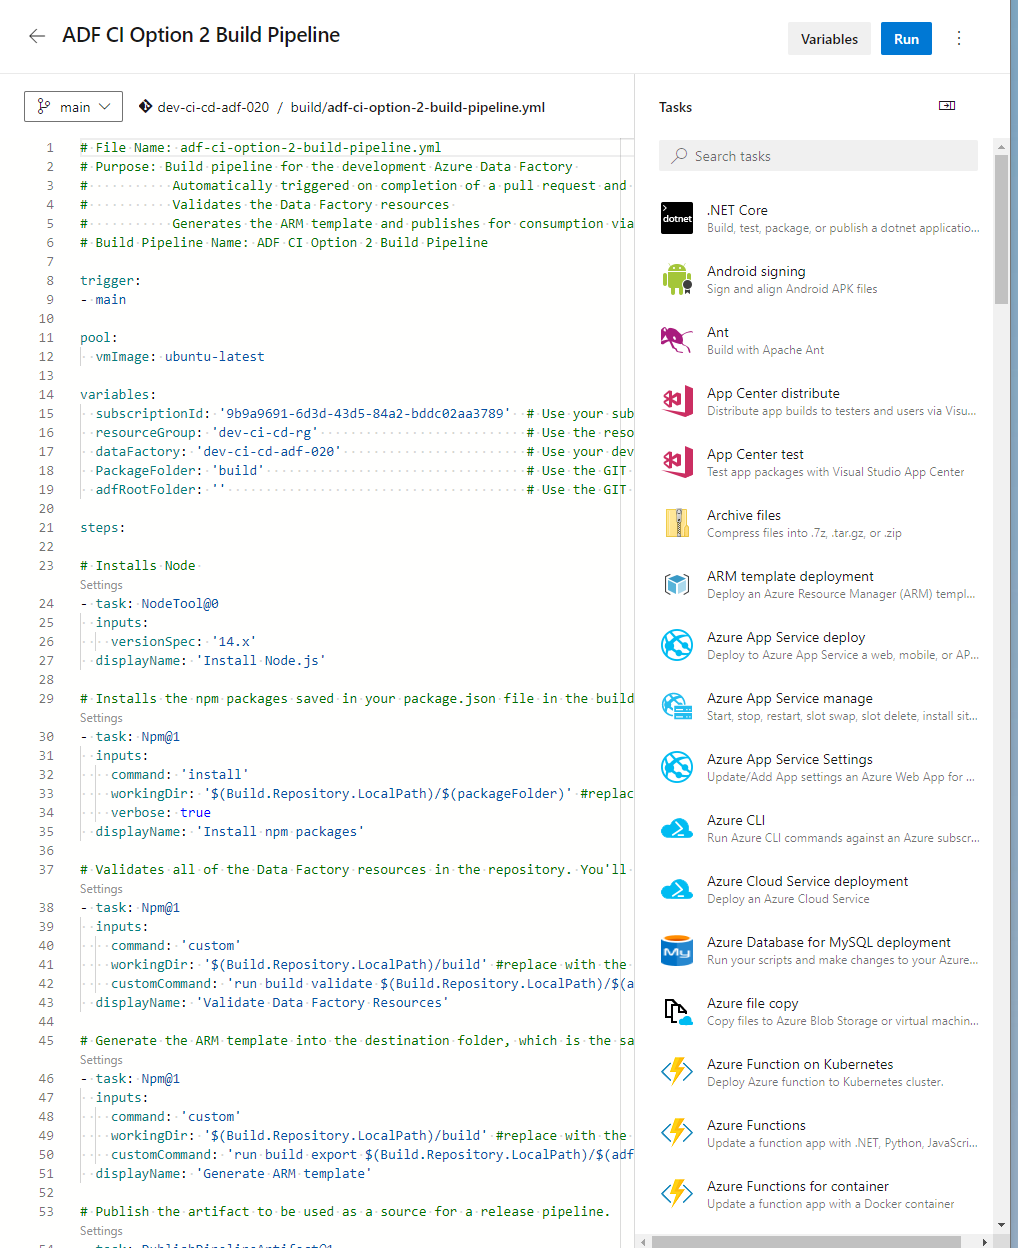 ADF CI Option 2 Build Pipeline
Variables
Run
main
dev-ci-cd-adf-020 / build/adf-ci-option-2-build-pipeline.yml
1 # File Name: adf-ci-option-2-build-pipeline.yml
2 # Purpose: Build pipeline for the development Azure Data Factory
3 # Automatically triggered on completion of a pull request and
4 # Validates the Data Factory resources
5 # Generates the ARM template and publishes for consumption via
6 # Build Pipeline Name: ADF CI Option 2 Build Pipeline
7
8 trigger:
9 - main
10
11 pool:
12 vmImage: ubuntu-latest
13
14 variables:
15 subscriptionId: '9b9a9691-6d3d-43d5-84a2-bddc02aa3789' # Use your sub
16 resourceGroup: 'dev-ci-cd-rg' # Use the reso
17 dataFactory: 'dev-ci-cd-adf-020' # Use your dev
18 PackageFolder: 'build' # Use the GIT
19 adfRootFolder: '' # Use the GIT
20
21 steps:
22
23 # Installs Node
Settings
24 - task: NodeTool@0
25 inputs:
26 versionSpec: '14.x'
27 displayName: 'Install Node.js'
28
29 # Installs the npm packages saved in your package.json file in the build
Settings
30 - task: Npm@1
31 inputs:
32 command: 'install'
33 workingDir: '$(Build.Repository.LocalPath)/$(packageFolder)' #replac
34 verbose: true
35 displayName: 'Install npm packages'
36
37 # Validates all of the Data Factory resources in the repository. You'll
Settings
38 - task: Npm@1
39 inputs:
40 command: 'custom'
41 workingDir: '$(Build.Repository.LocalPath)/build' #replace with the
42 customCommand: 'run build validate $(Build.Repository.LocalPath)/$(a
43 displayName: 'Validate Data Factory Resources'
44
45 # Generate the ARM template into the destination folder, which is the sa
Settings
46 - task: Npm@1
47 inputs:
48 command: 'custom'
49 workingDir: '$(Build.Repository.LocalPath)/build' #replace with the
50 customCommand: 'run build export $(Build.Repository.LocalPath)/$(adf
51 displayName: 'Generate ARM template'
52
53 # Publish the artifact to be used as a source for a release pipeline.
Settings
54 - task: PublishPipelineArtifact@1
Tasks
Search tasks
dotnet
.NET Core
Build, test, package, or publish a dotnet applicatio...
Android signing
Sign and align Android APK files
Ant
Build with Apache Ant
App Center distribute
Distribute app builds to testers and users via Visu...
App Center test
Test app packages with Visual Studio App Center
Archive files
Compress files into .7z, .tar.gz, or .zip
ARM template deployment
Deploy an Azure Resource Manager (ARM) templ...
Azure App Service deploy
Deploy to Azure App Service a web, mobile, or AP...
Azure App Service manage
Start, stop, restart, slot swap, slot delete, install sit...
Azure App Service Settings
Update/Add App settings an Azure Web App for ...
Azure CLI
Run Azure CLI commands against an Azure subscr...
Azure Cloud Service deployment
Deploy an Azure Cloud Service
My
Azure Database for MySQL deployment
Run your scripts and make changes to your Azure...
Azure file copy
Copy files to Azure Blob Storage or virtual machin...
Azure Function on Kubernetes
Deploy Azure function to Kubernetes cluster.
Azure Functions
Update a function app with .NET, Python, JavaScri...
Azure Functions for container
Update a function app with a Docker container